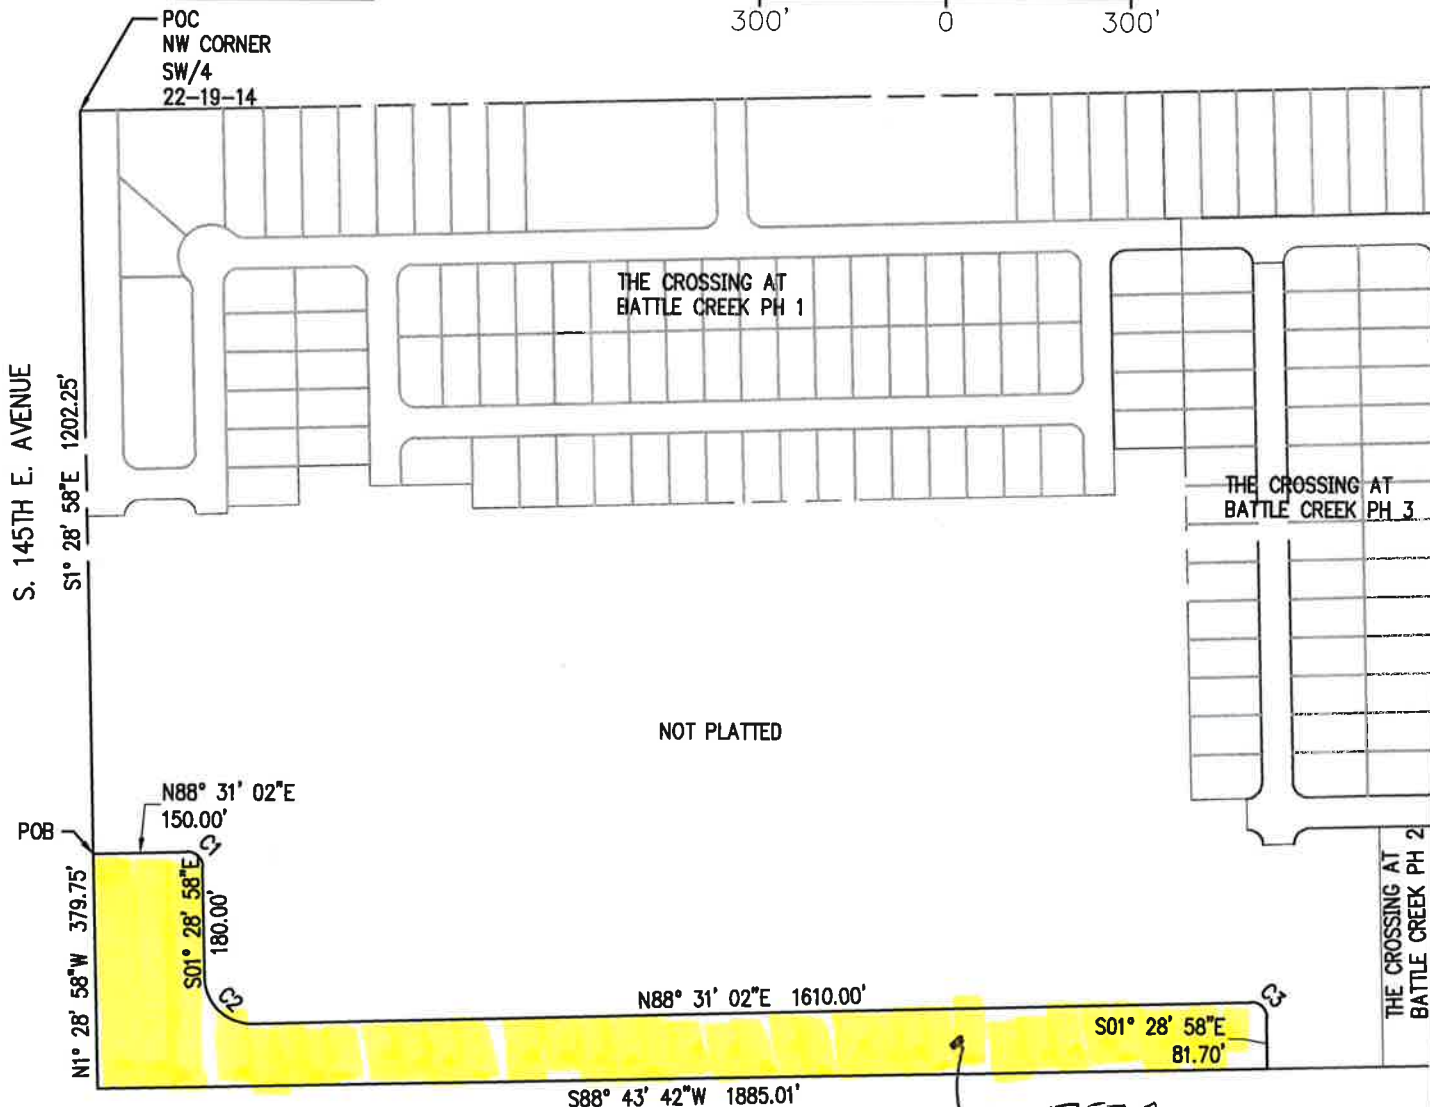 300' 0 300'
POC
NW CORNER
SW/4
22-19-14
THE CROSSING AT
BATTLE CREEK PH 1
S. 145TH E. AVENUE
S1° 28' 58"E 1202.25'
THE CROSSING AT
BATTLE CREEK PH 3
NOT PLATTED
N88° 31' 02"E
150.00'
POB
C1
N1° 28' 58"W 379.75'
S01° 28' 58"E
180.00'
C2
N88° 31' 02"E 1610.00'
C3
S01° 28' 58"E
81.70'
THE CROSSING AT
BATTLE CREEK PH 2
S88° 43' 42"W 1885.01'